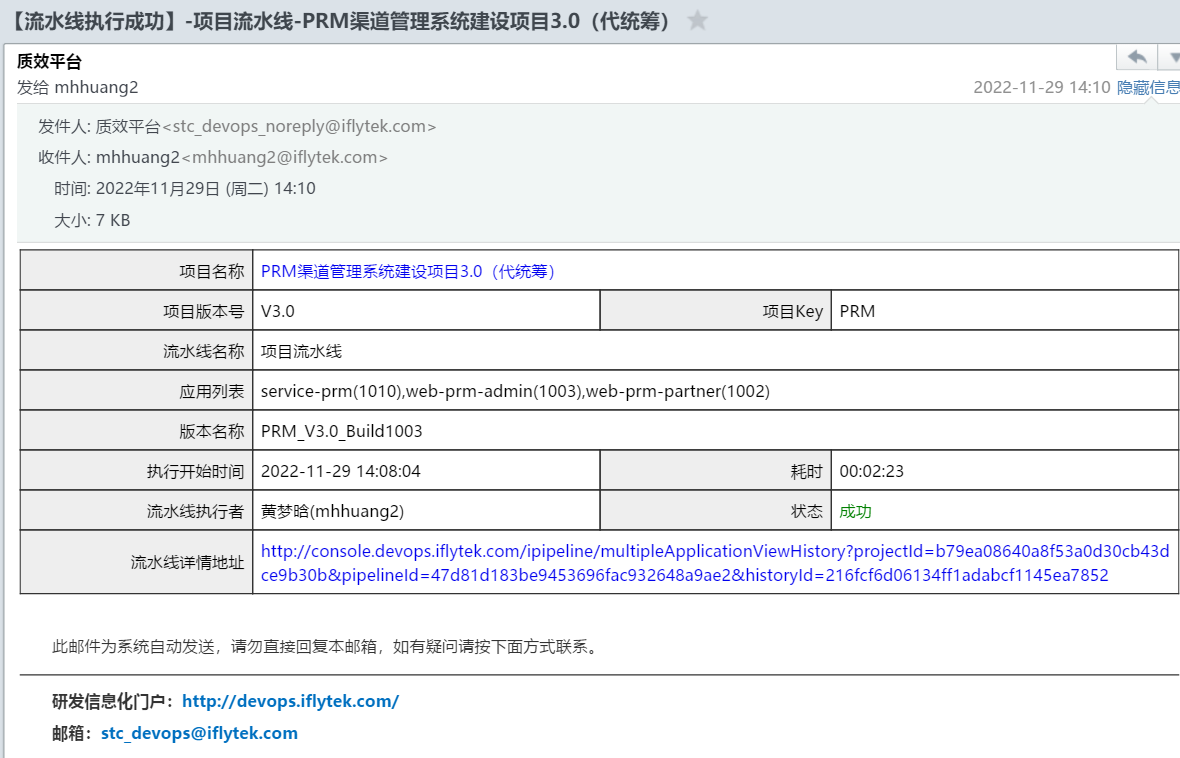 【流水线执行成功】-项目流水线-PRM渠道管理系统建设项目3.0（代统筹）
质效平台
发给 mhhuang2
2022-11-29 14:10 隐藏信息
发件人: 质效平台<stc_devops_noreply@iflytek.com>
收件人: mhhuang2<mhhuang2@iflytek.com>
时间: 2022年11月29日 (周二) 14:10
大小: 7 KB
项目名称 PRM渠道管理系统建设项目3.0（代统筹）
项目版本号 V3.0 项目Key PRM
流水线名称 项目流水线
应用列表 service-prm(1010),web-prm-admin(1003),web-prm-partner(1002)
版本名称 PRM_V3.0_Build1003
执行开始时间 2022-11-29 14:08:04 耗时 00:02:23
流水线执行者 黄梦晗(mhhuang2) 状态 成功
流水线详情地址 http://console.devops.iflytek.com/ipipeline/multipleApplicationViewHistory?projectId=b79ea08640a8f53a0d30cb43d
ce9b30b&pipelineId=47d81d183be9453696fac932648a9ae2&historyId=216fcf6d06134ff1adabcf1145ea7852
此邮件为系统自动发送，请勿直接回复本邮箱，如有疑问请按下面方式联系。
研发信息化门户：http://devops.iflytek.com/
邮箱：stc_devops@iflytek.com